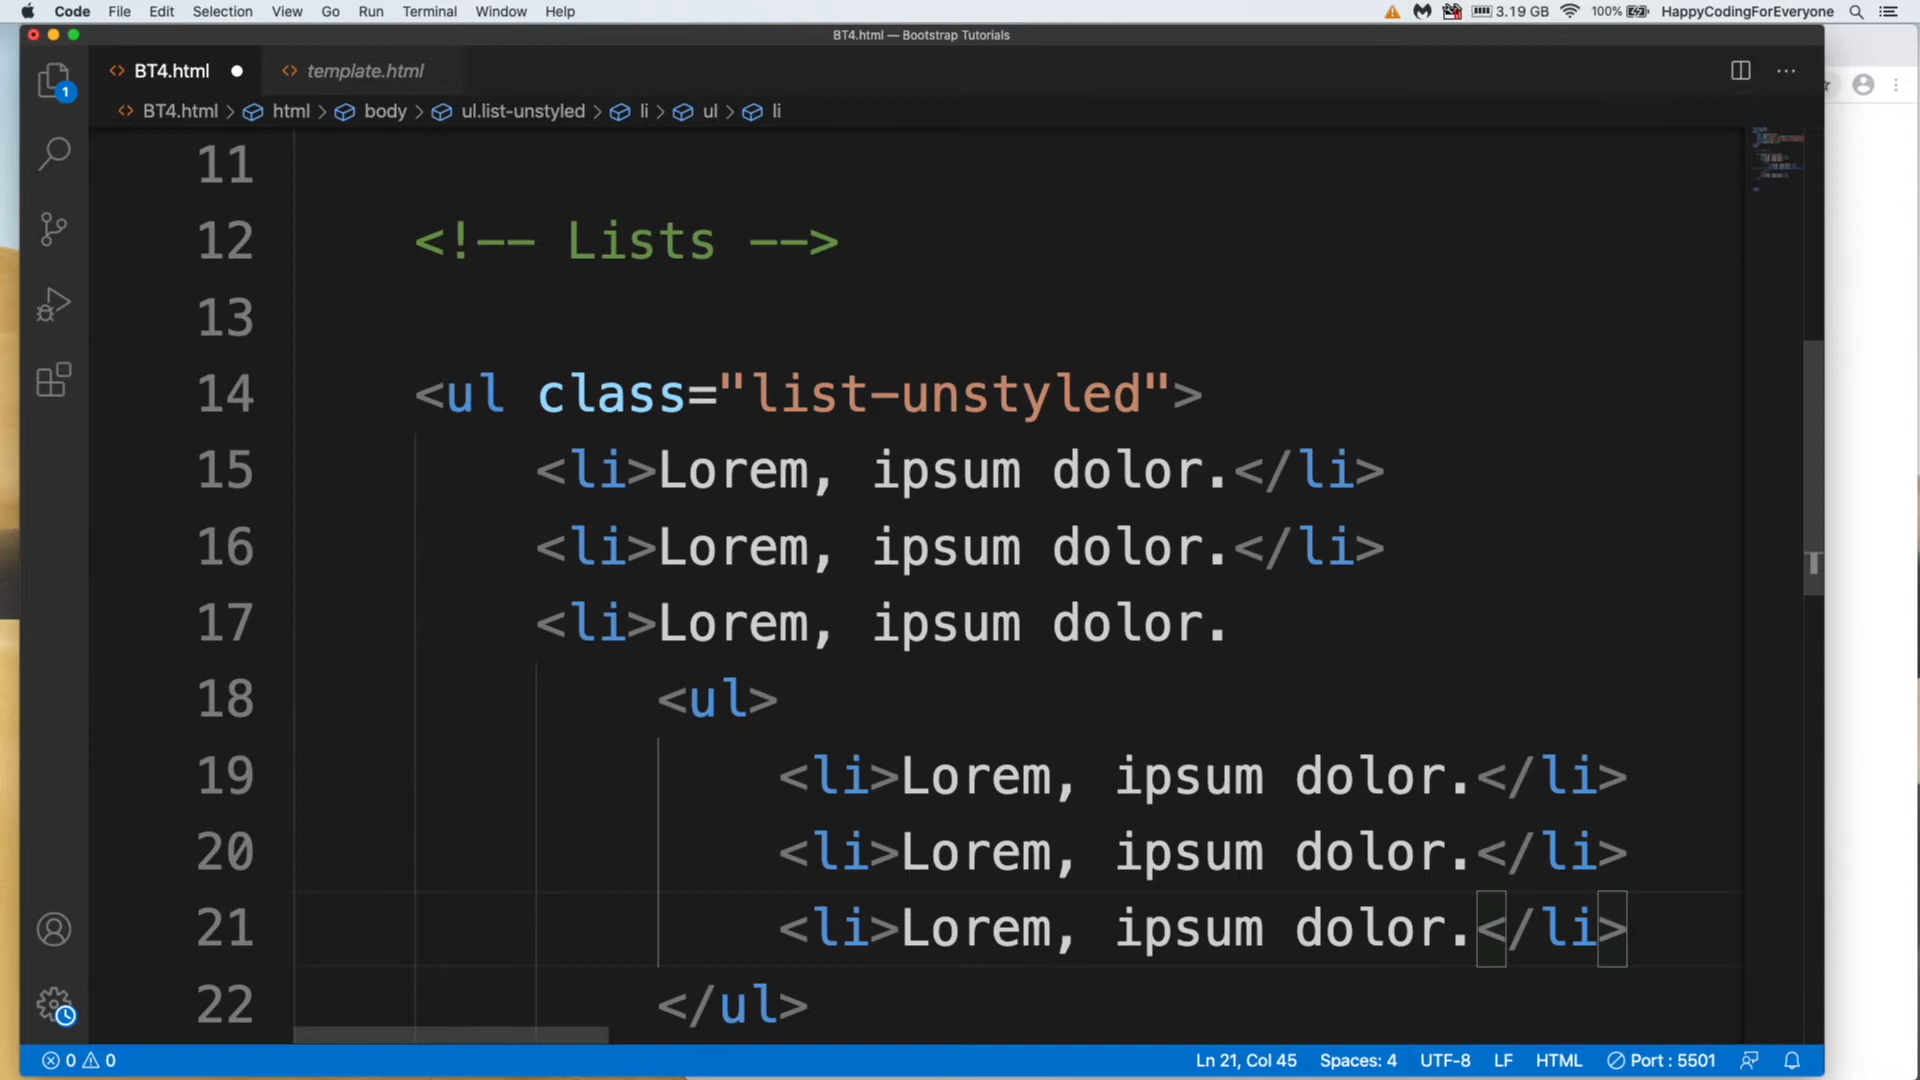 Code File Edit Selection View Go Run Terminal Window Help 3.19 GB 100% HappyCodingForEveryone
BT4.html — Bootstrap Tutorials
BT4.html template.html
BT4.html > html > body > ul.list-unstyled > li > ul > li
1
11
12 <!-- Lists -->
13
14 <ul class="list-unstyled">
15 <li>Lorem, ipsum dolor.</li>
16 <li>Lorem, ipsum dolor.</li>
17 <li>Lorem, ipsum dolor.
18 <ul>
19 <li>Lorem, ipsum dolor.</li>
20 <li>Lorem, ipsum dolor.</li>
21 <li>Lorem, ipsum dolor.</li>
22 </ul>
0 0 Ln 21, Col 45 Spaces: 4 UTF-8 LF HTML Port : 5501